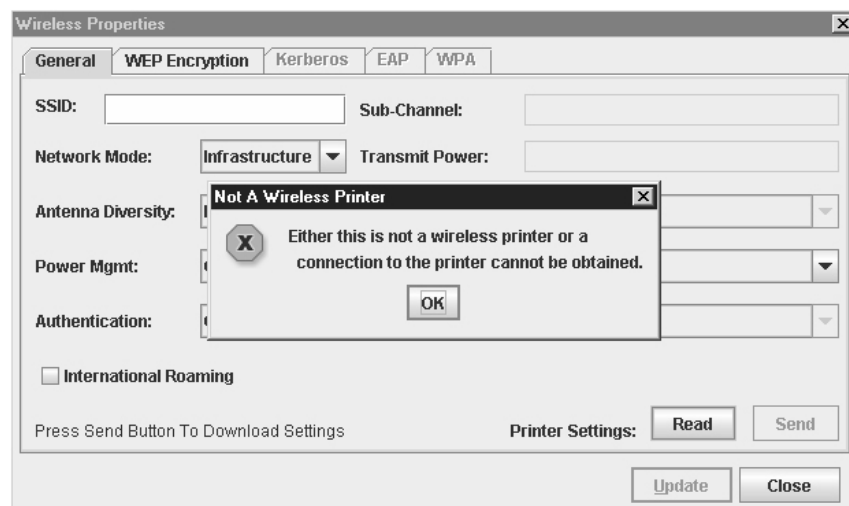 Wireless Properties
General WEP Encryption Kerberos EAP WPA
SSID: Sub-Channel:
Network Mode: Infrastructure Transmit Power:
Not A Wireless Printer
Antenna Diversity:
Either this is not a wireless printer or a
connection to the printer cannot be obtained.
Power Mgmt:
OK
Authentication:
International Roaming
Press Send Button To Download Settings Printer Settings: Read Send
Update Close